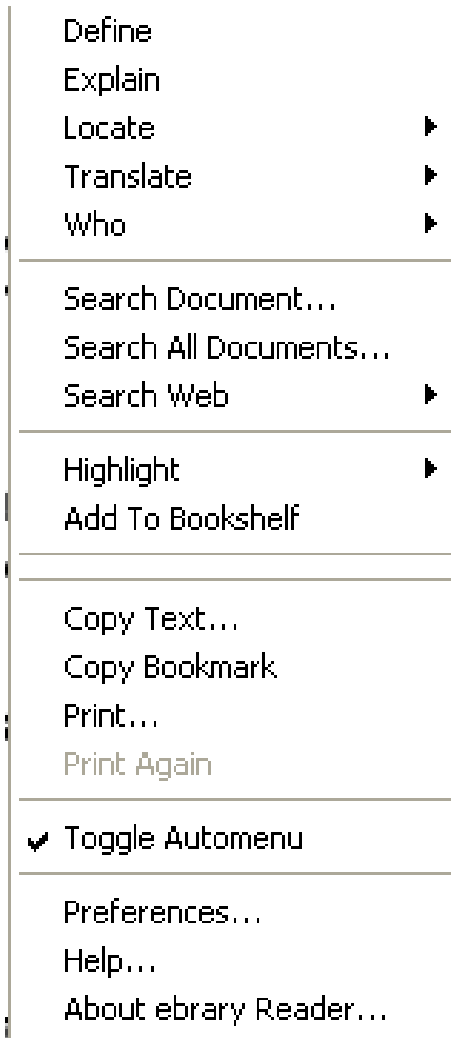 Define
Explain
Locate
Translate
Who
Search Document...
Search All Documents...
Search Web
Highlight
Add To Bookshelf
Copy Text...
Copy Bookmark
Print...
Print Again
Toggle Automenu
Preferences...
Help...
About ebrary Reader...